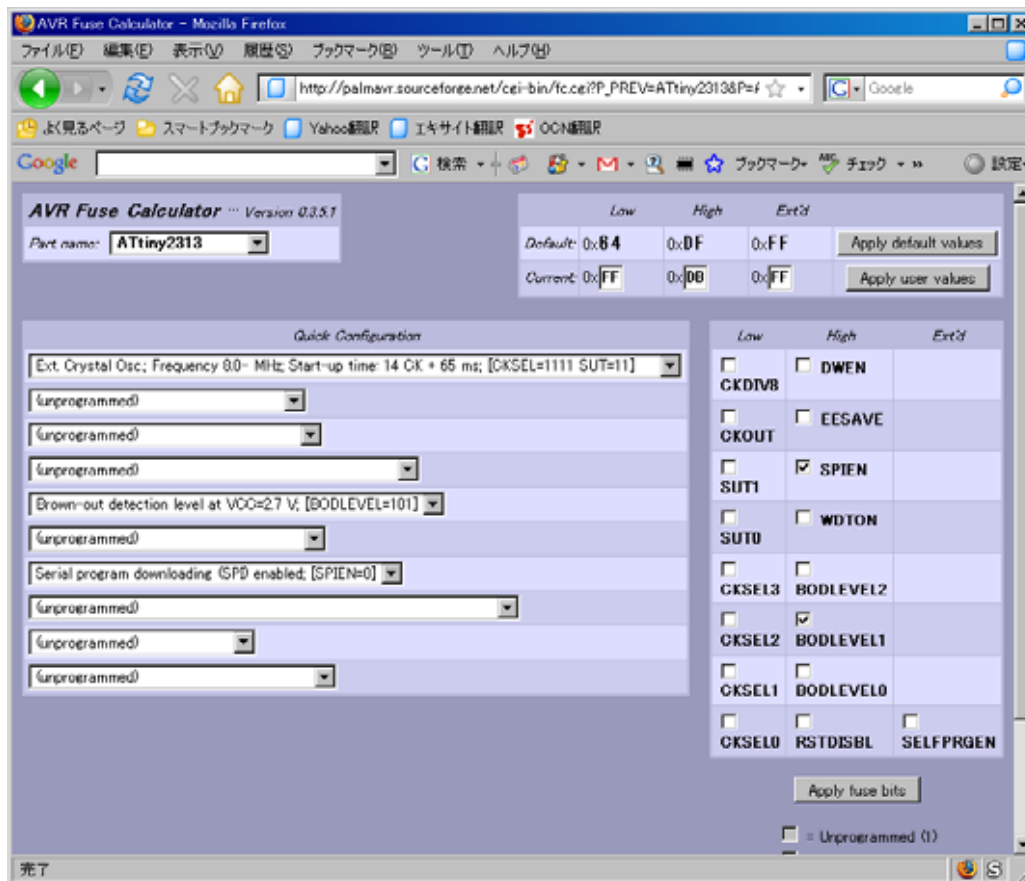 AVR Fuse Calculator - Mozilla Firefox
ファイル(F) 編集(E) 表示(V) 履歴(S) ブックマーク(B) ツール(T) ヘルプ(H)
http://palmavr.sourceforge.net/cgi-bin/fc.cgi?P_PREV=ATtiny2313&P=
Google
よく見るページ スマートブックマーク Yahoo翻訳 エキサイト翻訳 OCN翻訳
Google 検索 ブックマーク チェック » 設定
AVR Fuse Calculator ··· Version 0.3.5.1
Part name: ATtiny2313
Low High Ext'd
Default: 0x64 0xDF 0xFF Apply default values
Current: 0xFF 0xDB 0xFF Apply user values
Quick Configuration
Ext. Crystal Osc.; Frequency 8.0- MHz; Start-up time: 14 CK + 65 ms; [CKSEL=1111 SUT=11]
(unprogrammed)
(unprogrammed)
(unprogrammed)
Brown-out detection level at VCC=2.7 V; [BODLEVEL=101]
(unprogrammed)
Serial program downloading (SPI) enabled; [SPIEN=0]
(unprogrammed)
(unprogrammed)
(unprogrammed)
Low High Ext'd
CKDIV8 DWEN
CKOUT EESAVE
SUT1 SPIEN
SUT0 WDTON
CKSEL3 BODLEVEL2
CKSEL2 BODLEVEL1
CKSEL1 BODLEVEL0
CKSEL0 RSTDISBL SELFPRGEN
Apply fuse bits
= Unprogrammed (1)
完了